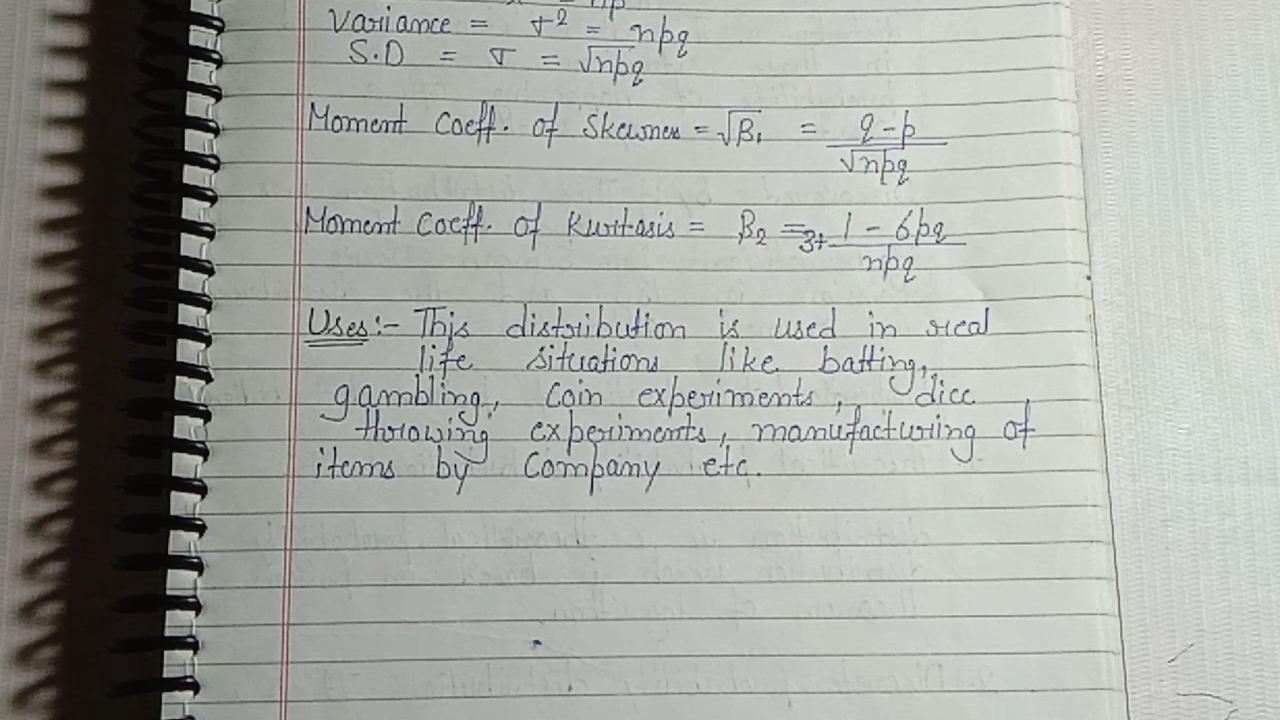 np
Variance = σ² = npq
S.D = σ = √npq
Moment Coeff. of Skewness = √β₁ = q-p / √npq
Moment Coeff. of Kurtosis = β₂ = 3+ 1 - 6pq / npq
Uses:- This distribution is used in real
life situations like batting,
gambling, coin experiments, dice
throwing experiments, manufacturing of
items by Company etc.